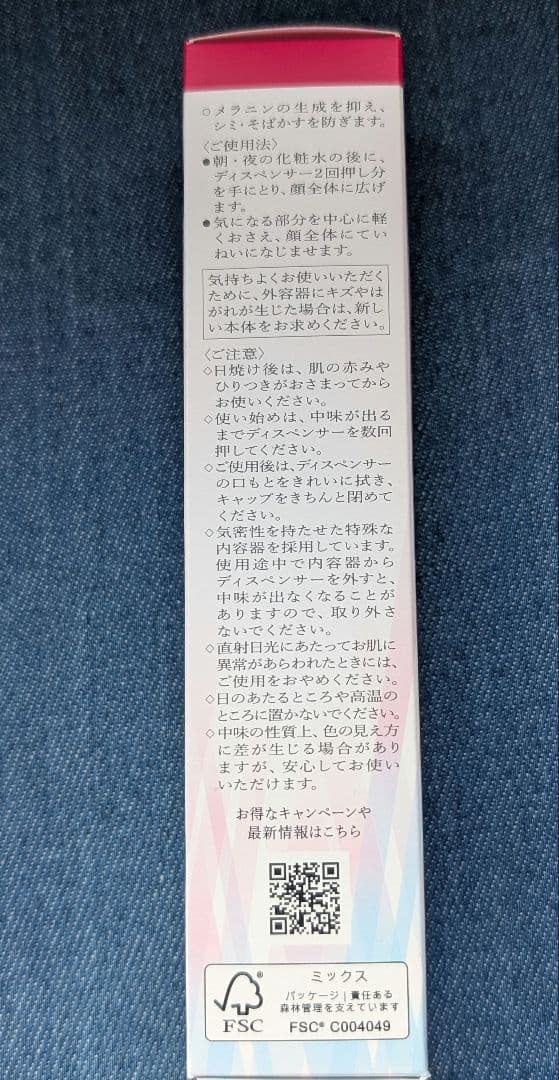 ○メラニンの生成を抑え、
シミ・そばかすを防ぎます。
〈ご使用法〉
●朝・夜の化粧水の後に、
ディスペンサー2回押し分
を手にとり、顔全体に広げ
ます。
●気になる部分を中心に軽
くおさえ、顔全体にてい
ねいになじませます。
気持ちよくお使いいただく
ために、外容器にキズやは
がれが生じた場合は、新し
い本体をお求めください。
〈ご注意〉
◇日焼け後は、肌の赤みや
ひりつきがおさまってから
お使いください。
◇使い始めは、中味が出る
までディスペンサーを数回
押してください。
◇ご使用後は、ディスペンサー
の口もとをきれいに拭き、
キャップをきちんと閉めて
ください。
◇気密性を持たせた特殊な
内容器を採用しています。
使用途中で内容器から
ディスペンサーを外すと、
中味が出なくなることが
ありますので、取り外さ
ないでください。
◇直射日光にあたってお肌に
異常があらわれたときには、
ご使用をおやめください。
◇日のあたるところや高温の
ところに置かないでください。
◇中味の性質上、色の見え方
に差が生じる場合があり
ますが、安心してお使い
いただけます。
お得なキャンペーンや
最新情報はこちら
ミックス
パッケージ｜責任ある
森林管理を支えています
FSC
FSC® C004049